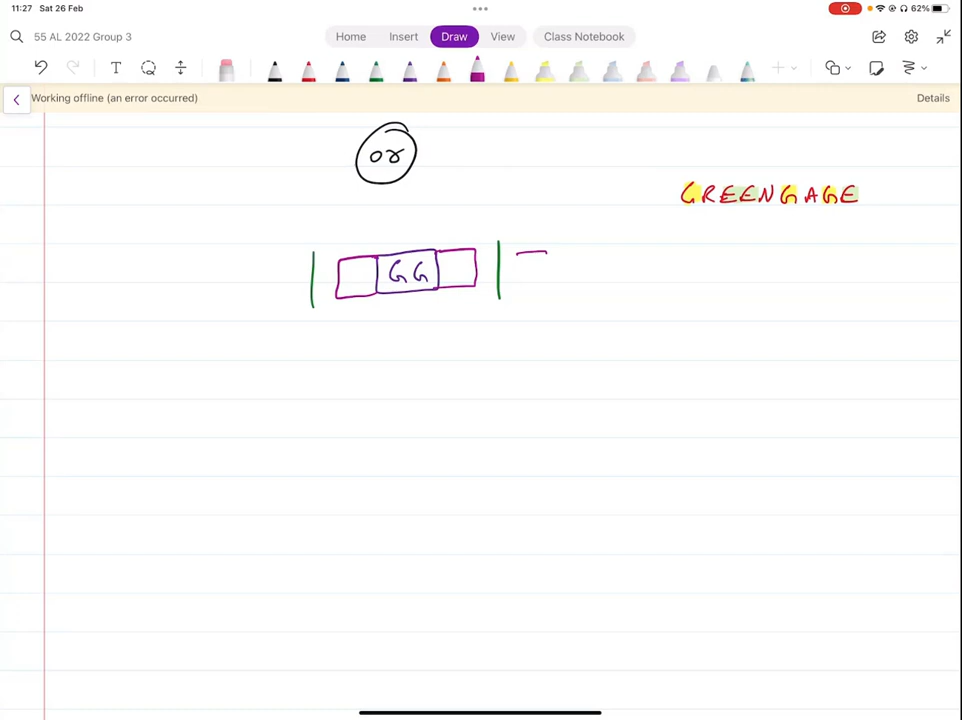 11:27 Sat 26 Feb
62%
55 AL 2022 Group 3
Home Insert Draw View Class Notebook
Working offline (an error occurred)
Details
or
GREENGAGE
GG